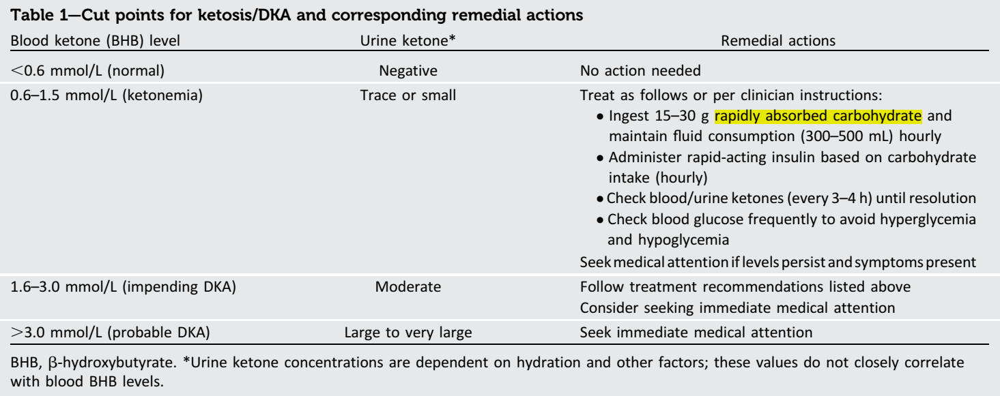 Table 1—Cut points for ketosis/DKA and corresponding remedial actions
Blood ketone (BHB) level Urine ketone* Remedial actions
<0.6 mmol/L (normal) Negative No action needed
0.6–1.5 mmol/L (ketonemia) Trace or small Treat as follows or per clinician instructions:
● Ingest 15–30 g rapidly absorbed carbohydrate and
maintain fluid consumption (300–500 mL) hourly
● Administer rapid-acting insulin based on carbohydrate
intake (hourly)
● Check blood/urine ketones (every 3–4 h) until resolution
● Check blood glucose frequently to avoid hyperglycemia
and hypoglycemia
Seek medical attention if levels persist and symptoms present
1.6–3.0 mmol/L (impending DKA) Moderate Follow treatment recommendations listed above
Consider seeking immediate medical attention
>3.0 mmol/L (probable DKA) Large to very large Seek immediate medical attention
BHB, β-hydroxybutyrate. *Urine ketone concentrations are dependent on hydration and other factors; these values do not closely correlate
with blood BHB levels.